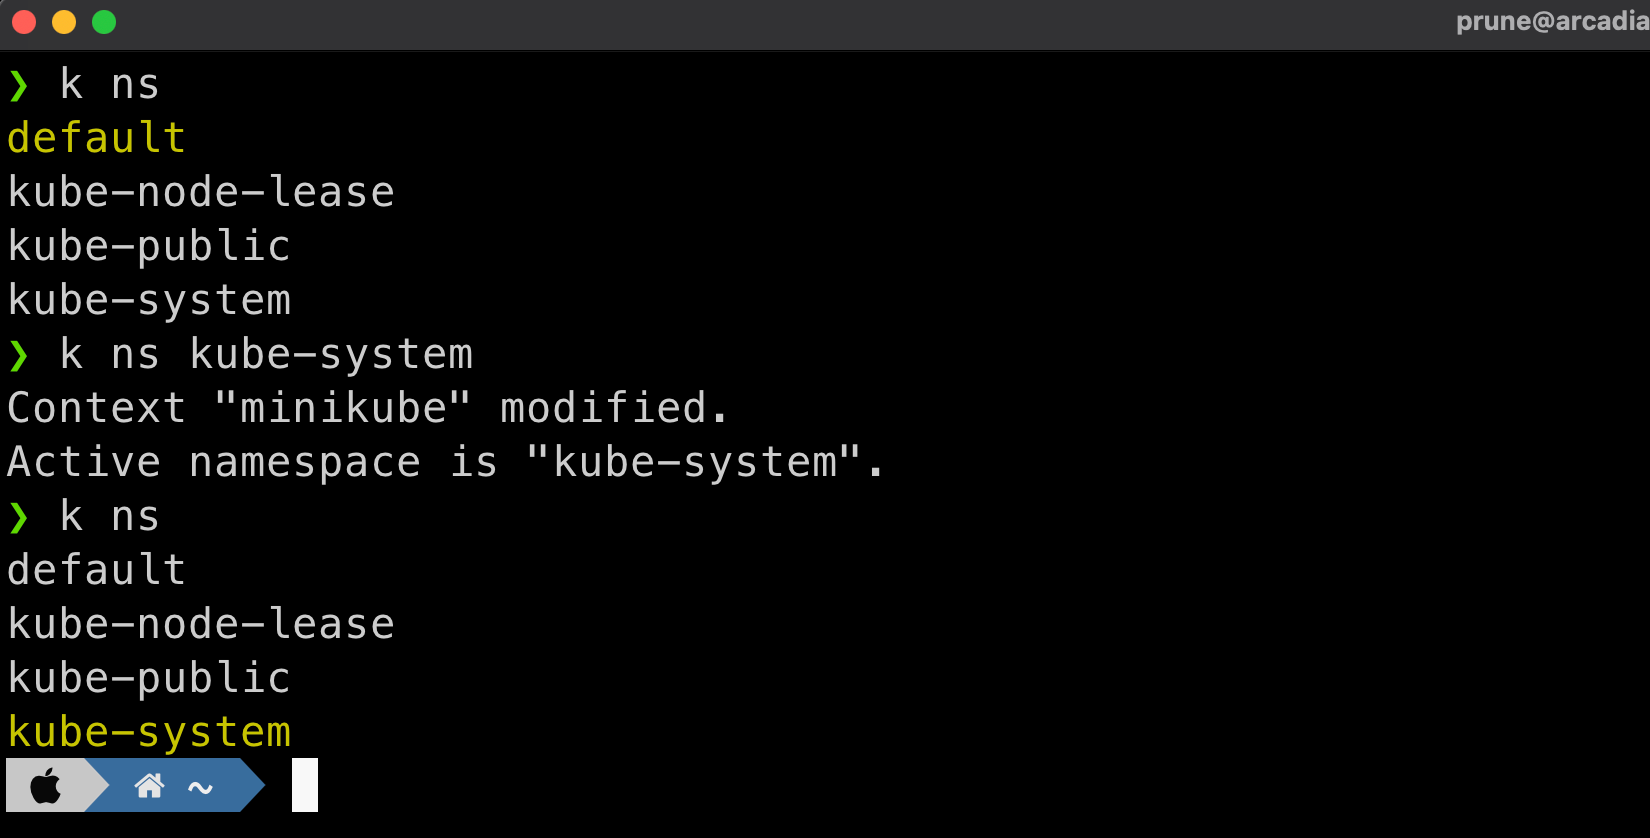 prune@arcadia
❯ k ns
default
kube-node-lease
kube-public
kube-system
❯ k ns kube-system
Context "minikube" modified.
Active namespace is "kube-system".
❯ k ns
default
kube-node-lease
kube-public
kube-system
~